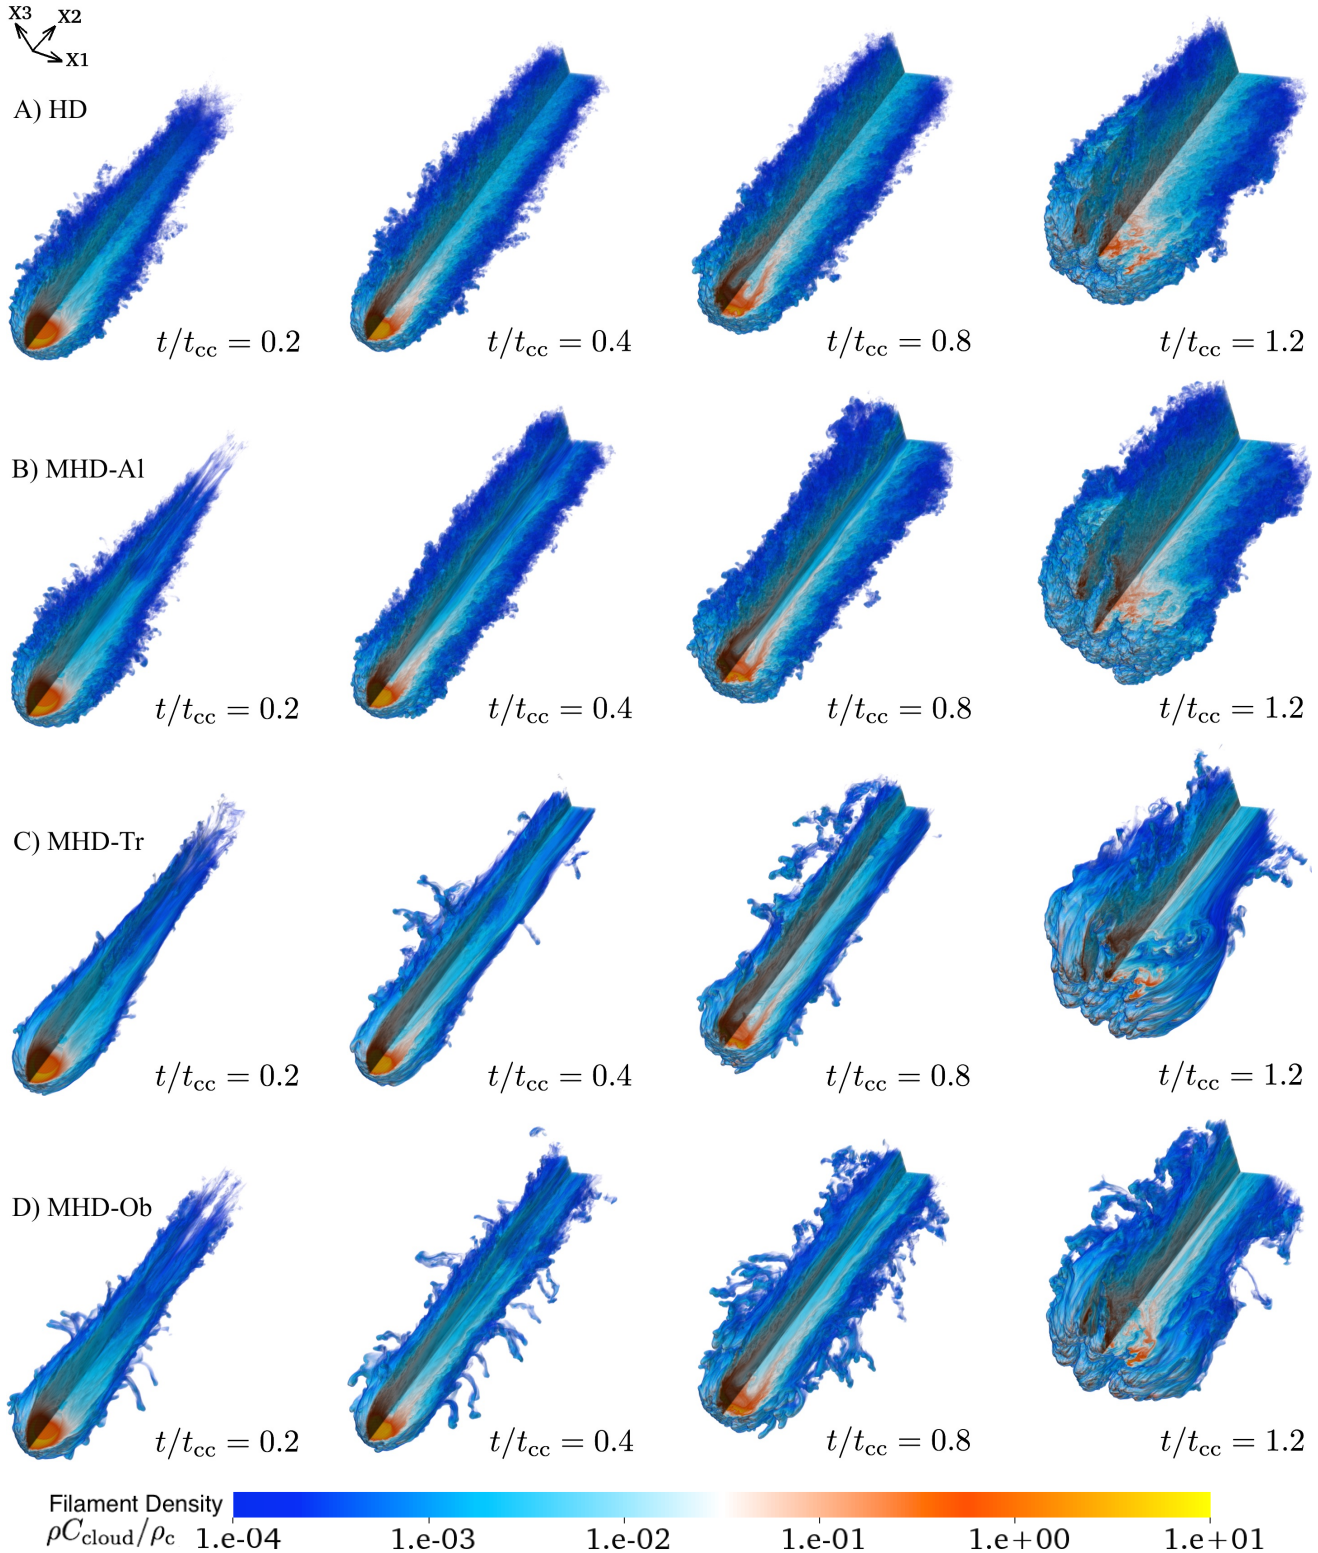 X3
X2
X1
A) HD
t/t_cc = 0.2
t/t_cc = 0.4
t/t_cc = 0.8
t/t_cc = 1.2
B) MHD-Al
t/t_cc = 0.2
t/t_cc = 0.4
t/t_cc = 0.8
t/t_cc = 1.2
C) MHD-Tr
t/t_cc = 0.2
t/t_cc = 0.4
t/t_cc = 0.8
t/t_cc = 1.2
D) MHD-Ob
t/t_cc = 0.2
t/t_cc = 0.4
t/t_cc = 0.8
t/t_cc = 1.2
Filament Density
ρC_cloud/ρ_c
1.e-04 1.e-03 1.e-02 1.e-01 1.e+00 1.e+01